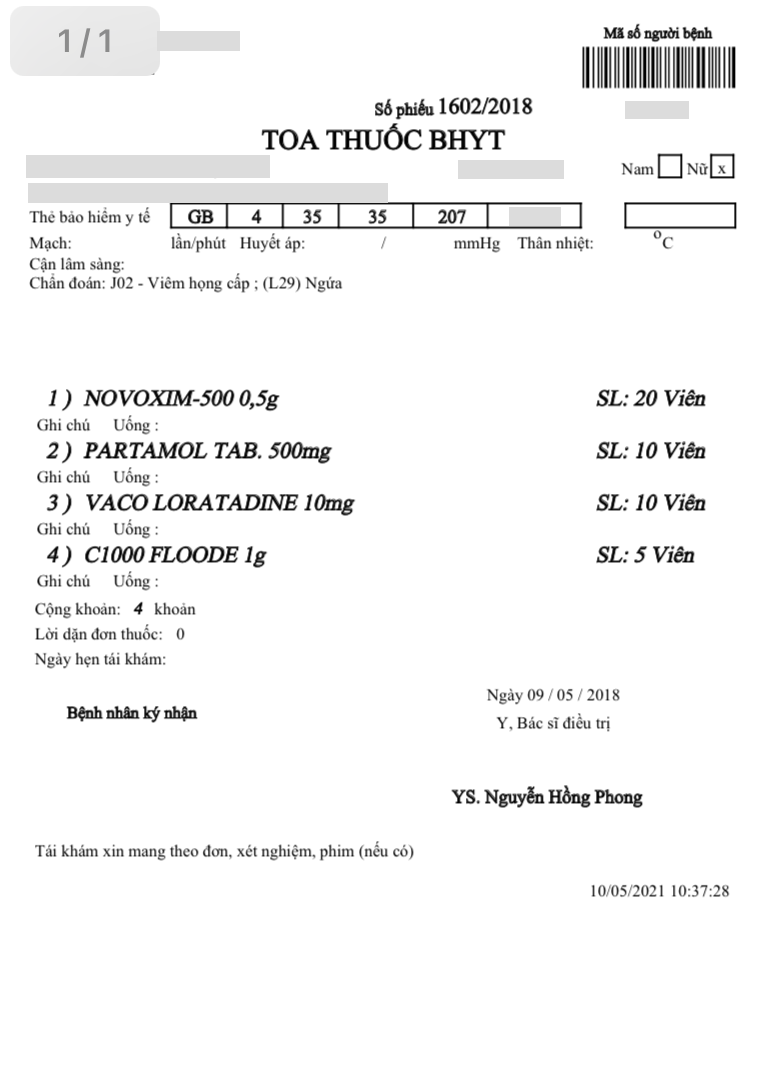 1/1
Mã số người bệnh
Số phiếu 1602/2018
TOA THUỐC BHYT
Nam Nữ x
Thẻ bảo hiểm y tế GB 4 35 35 207
Mạch: lần/phút Huyết áp: / mmHg Thân nhiệt: °C
Cận lâm sàng:
Chẩn đoán: J02 - Viêm họng cấp ; (L29) Ngứa
1 ) NOVOXIM-500 0,5g SL: 20 Viên
Ghi chú Uống :
2 ) PARTAMOL TAB. 500mg SL: 10 Viên
Ghi chú Uống :
3 ) VACO LORATADINE 10mg SL: 10 Viên
Ghi chú Uống :
4 ) C1000 FLOODE 1g SL: 5 Viên
Ghi chú Uống :
Cộng khoản: 4 khoản
Lời dặn đơn thuốc: 0
Ngày hẹn tái khám:
Ngày 09 / 05 / 2018
Bệnh nhân ký nhận
Y, Bác sĩ điều trị
YS. Nguyễn Hồng Phong
Tái khám xin mang theo đơn, xét nghiệm, phim (nếu có)
10/05/2021 10:37:28